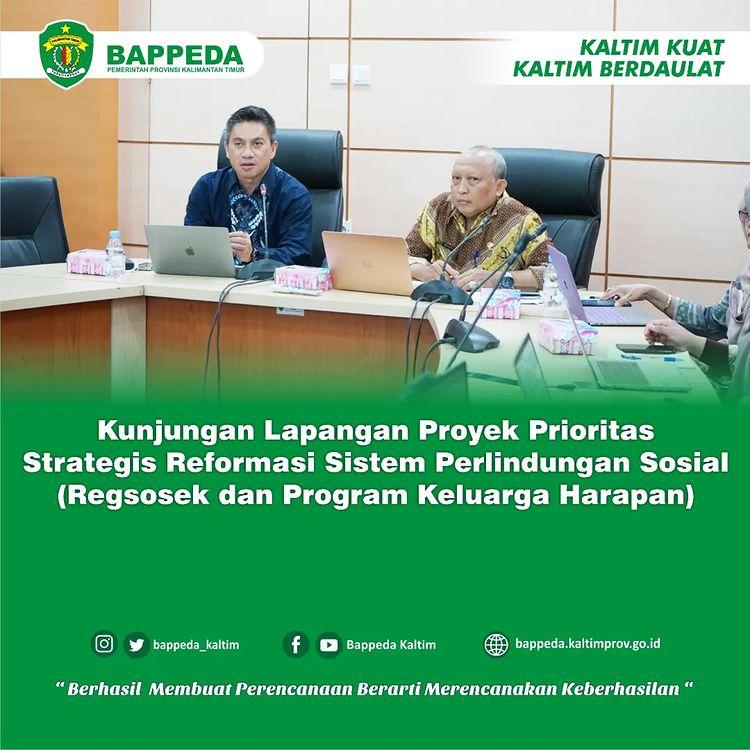 BAPPEDA
PEMERINTAH PROVINSI KALIMANTAN TIMUR
KALTIM KUAT
KALTIM BERDAULAT
Kunjungan Lapangan Proyek Prioritas
Strategis Reformasi Sistem Perlindungan Sosial
(Regsosek dan Program Keluarga Harapan)
bappeda_kaltim
Bappeda Kaltim
bappeda.kaltimprov.go.id
“ Berhasil Membuat Perencanaan Berarti Merencanakan Keberhasilan “